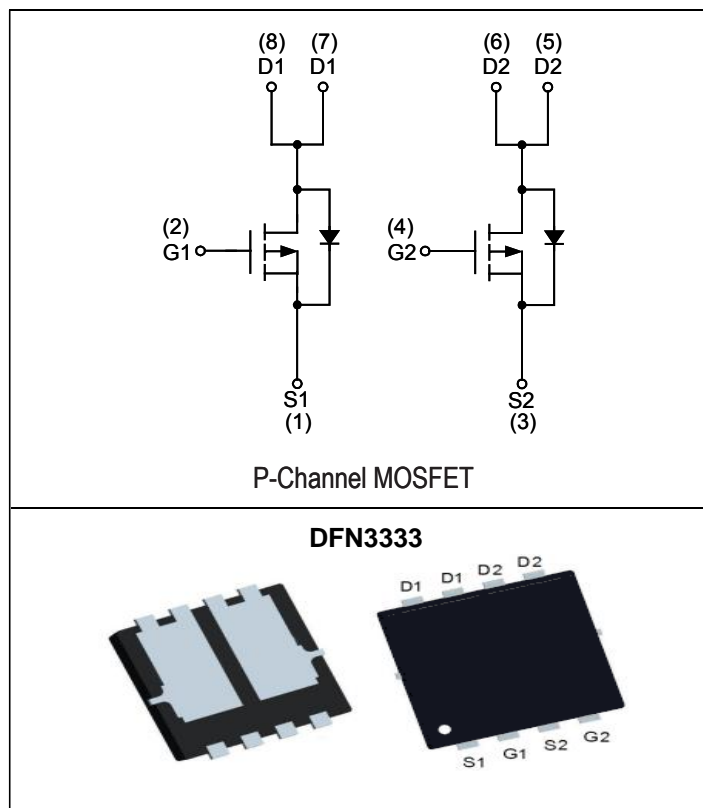 (8) (7) (6) (5)
D1 D1 D2 D2
(2) (4)
G1 G2
S1 S2
(1) (3)
P-Channel MOSFET
DFN3333
D1 D1 D2 D2
S1 G1 S2 G2